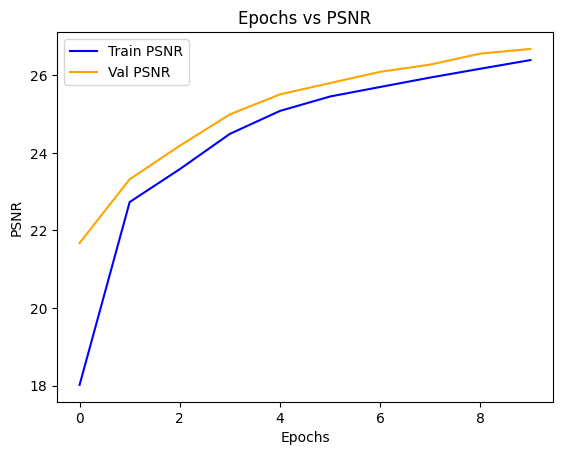 Epochs vs PSNR
Train PSNR
Val PSNR
26
24
22
20
18
PSNR
0 2 4 6 8
Epochs